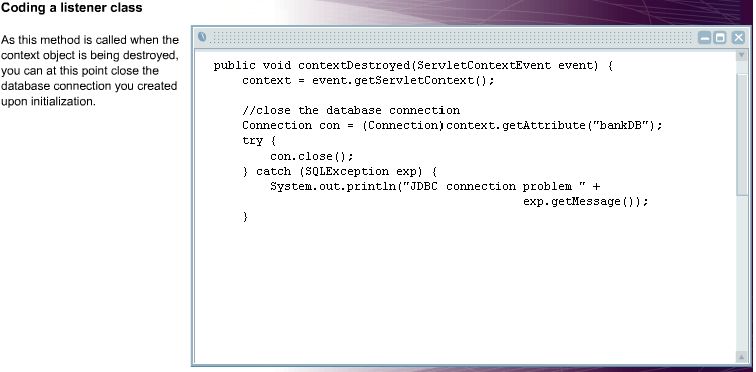 Coding a listener class
As this method is called when the
context object is being destroyed,
you can at this point close the
database connection you created
upon initialization.
public void contextDestroyed(ServletContextEvent event) {
context = event.getServletContext();
//close the database connection
Connection con = (Connection)context.getAttribute("bankDB");
try {
con.close();
} catch (SQLException exp) {
System.out.println("JDBC connection problem " +
exp.getMessage());
}